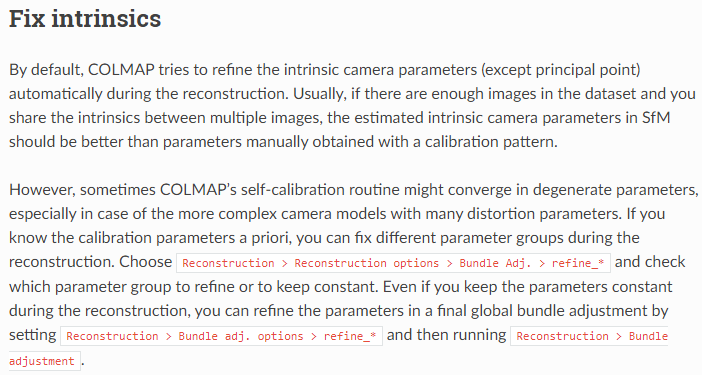 Fix intrinsics
By default, COLMAP tries to refine the intrinsic camera parameters (except principal point)
automatically during the reconstruction. Usually, if there are enough images in the dataset and you
share the intrinsics between multiple images, the estimated intrinsic camera parameters in SfM
should be better than parameters manually obtained with a calibration pattern.
However, sometimes COLMAP's self-calibration routine might converge in degenerate parameters,
especially in case of the more complex camera models with many distortion parameters. If you
know the calibration parameters a priori, you can fix different parameter groups during the
reconstruction. Choose Reconstruction > Reconstruction options > Bundle Adj. > refine_* and check
which parameter group to refine or to keep constant. Even if you keep the parameters constant
during the reconstruction, you can refine the parameters in a final global bundle adjustment by
setting Reconstruction > Bundle adj. options > refine_* and then running Reconstruction > Bundle
adjustment .